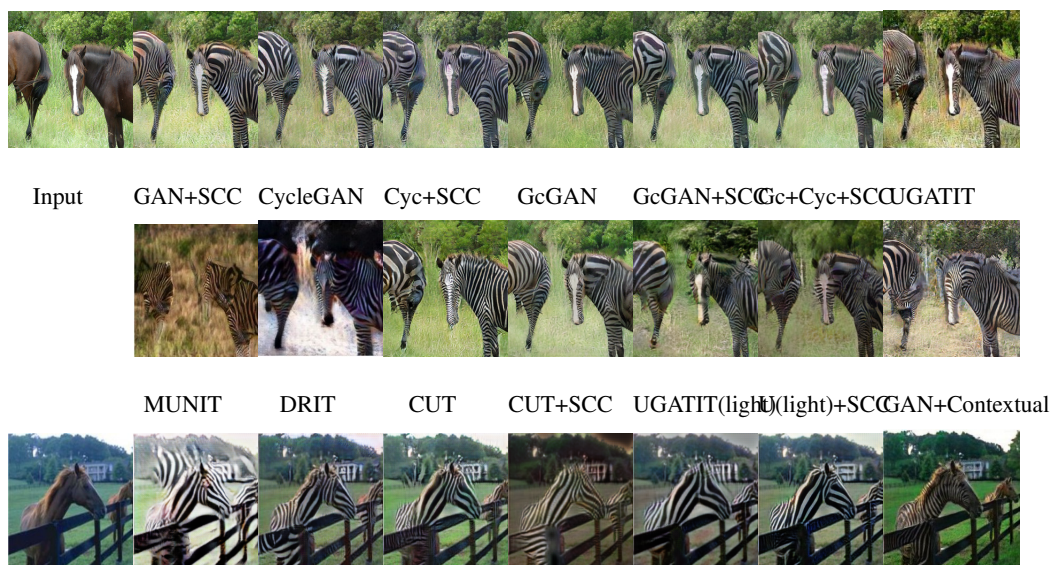 Input GAN+SCC CycleGAN Cyc+SCC GcGAN GcGAN+SCC Gc+Cyc+SCC UGATIT
MUNIT DRIT CUT CUT+SCC UGATIT(light) U(light)+SCC GAN+Contextual